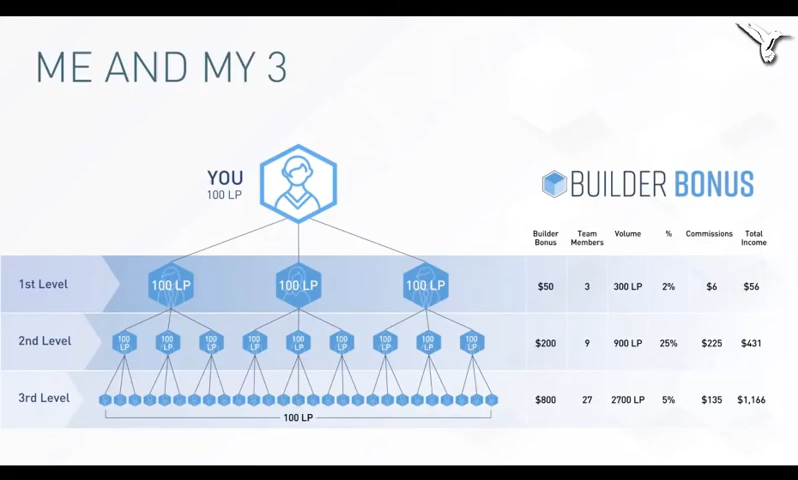 ME AND MY 3
YOU
100 LP
BUILDER BONUS
Builder Bonus Team Members Volume % Commissions Total Income
1st Level 100 LP 100 LP 100 LP $50 3 300 LP 2% $6 $56
2nd Level 100 LP 100 LP 100 LP 100 LP 100 LP 100 LP 100 LP 100 LP 100 LP $200 9 900 LP 25% $225 $431
3rd Level $800 27 2700 LP 5% $135 $1,166
100 LP